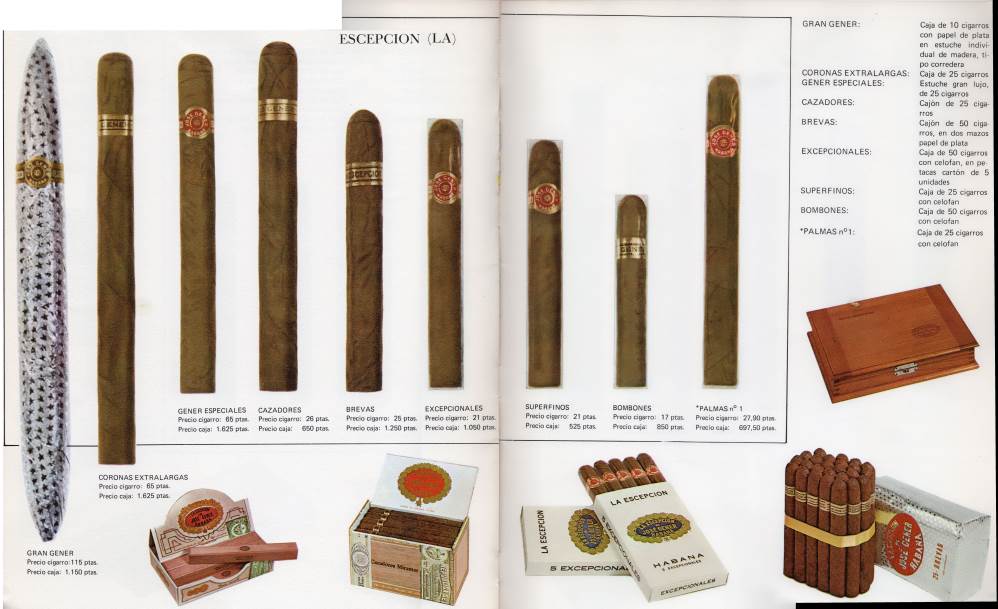 ESCEPCION (LA)
GRAN GENER
Precio cigarro: 115 ptas.
Precio caja: 1.150 ptas.
CORONAS EXTRALARGAS
Precio cigarro: 65 ptas.
Precio caja: 1.625 ptas.
GENER ESPECIALES
Precio cigarro: 65 ptas.
Precio caja: 1.625 ptas.
CAZADORES
Precio cigarro: 26 ptas.
Precio caja: 650 ptas.
BREVAS
Precio cigarro: 25 ptas.
Precio caja: 1.250 ptas.
EXCEPCIONALES
Precio cigarro: 21 ptas.
Precio caja: 1.050 ptas.
SUPERFINOS
Precio cigarro: 21 ptas.
Precio caja: 525 ptas.
BOMBONES
Precio cigarro: 17 ptas.
Precio caja: 850 ptas.
*PALMAS nº 1
Precio cigarro: 27,90 ptas.
Precio caja: 697,50 ptas.
GRAN GENER: Caja de 10 cigarros
con papel de plata
en estuche indivi-
dual de madera, ti-
po corredera
CORONAS EXTRALARGAS: Caja de 25 cigarros
GENER ESPECIALES: Estuche gran lujo,
de 25 cigarros
CAZADORES: Cajón de 25 ciga-
rros
BREVAS: Cajón de 50 ciga-
rros, en dos mazos
papel de plata
EXCEPCIONALES: Caja de 50 cigarros
con celofan, en pe-
tacas cartón de 5
unidades
SUPERFINOS: Caja de 25 cigarros
con celofan
BOMBONES: Caja de 50 cigarros
con celofan
*PALMAS nº1: Caja de 25 cigarros
con celofan
LA ESCEPCION
5 EXCEPCIONA
LA ESCEPCION
LA ESCEPCION
JOSE GENER
HABANA
5 EXCEPCIONALES
EXCEPCIONALES
JOSE GENER
HABANA
25-BREVAS